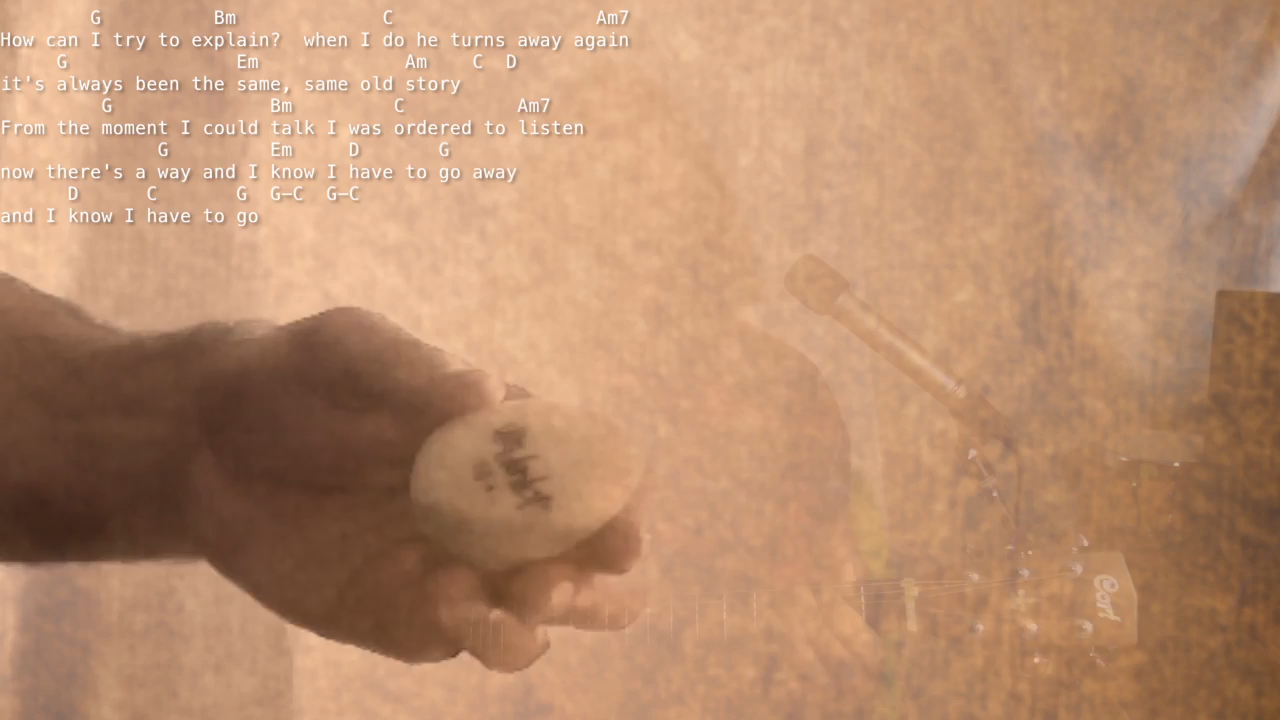 G          Bm             C                  Am7
How can I try to explain?  when I do he turns away again
     G               Em             Am    C  D
it's always been the same, same old story
         G              Bm         C          Am7
From the moment I could talk I was ordered to listen
              G         Em     D       G
now there's a way and I know I have to go away
      D      C       G  G–C  G–C
and I know I have to go
Cort